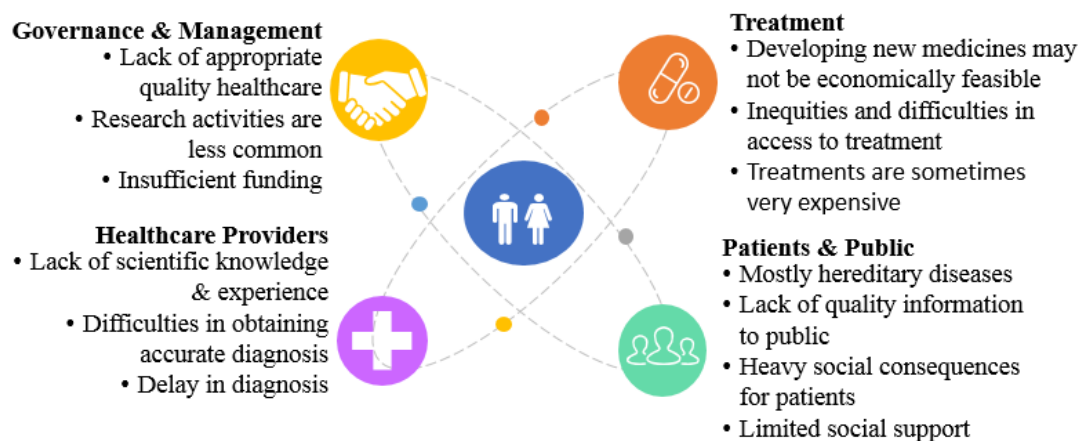 Governance & Management
• Lack of appropriate
quality healthcare
• Research activities are
less common
• Insufficient funding
Treatment
• Developing new medicines may
not be economically feasible
• Inequities and difficulties in
access to treatment
• Treatments are sometimes
very expensive
Healthcare Providers
• Lack of scientific knowledge
& experience
• Difficulties in obtaining
accurate diagnosis
• Delay in diagnosis
Patients & Public
• Mostly hereditary diseases
• Lack of quality information
to public
• Heavy social consequences
for patients
• Limited social support